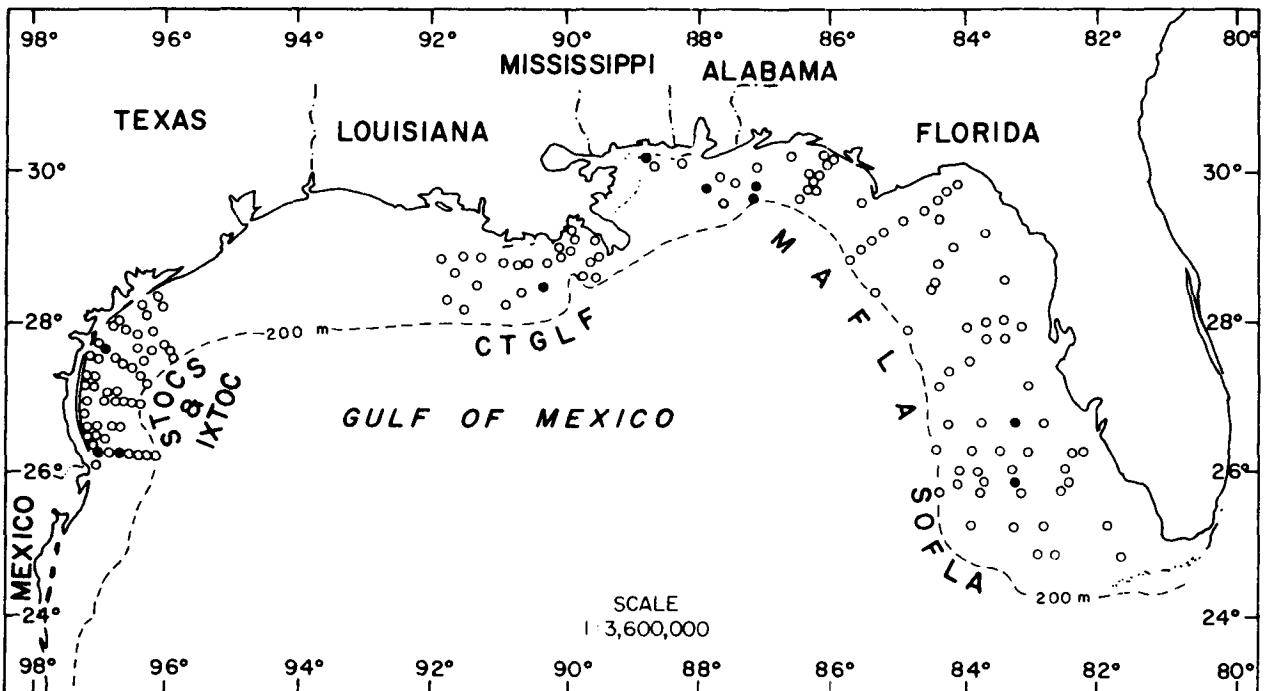 98° 96° 94° 92° 90° 88° 86° 84° 82° 80°
MISSISSIPPI ALABAMA
TEXAS LOUISIANA FLORIDA
30° 30°
MAFLA
28° 28°
200 m
CTGLF
STOCS
&
IXTOC
GULF OF MEXICO
26° 26°
SOFLA
MEXICO
200 m
SCALE
1:3,600,000
24° 24°
98° 96° 94° 92° 90° 88° 86° 84° 82° 80°